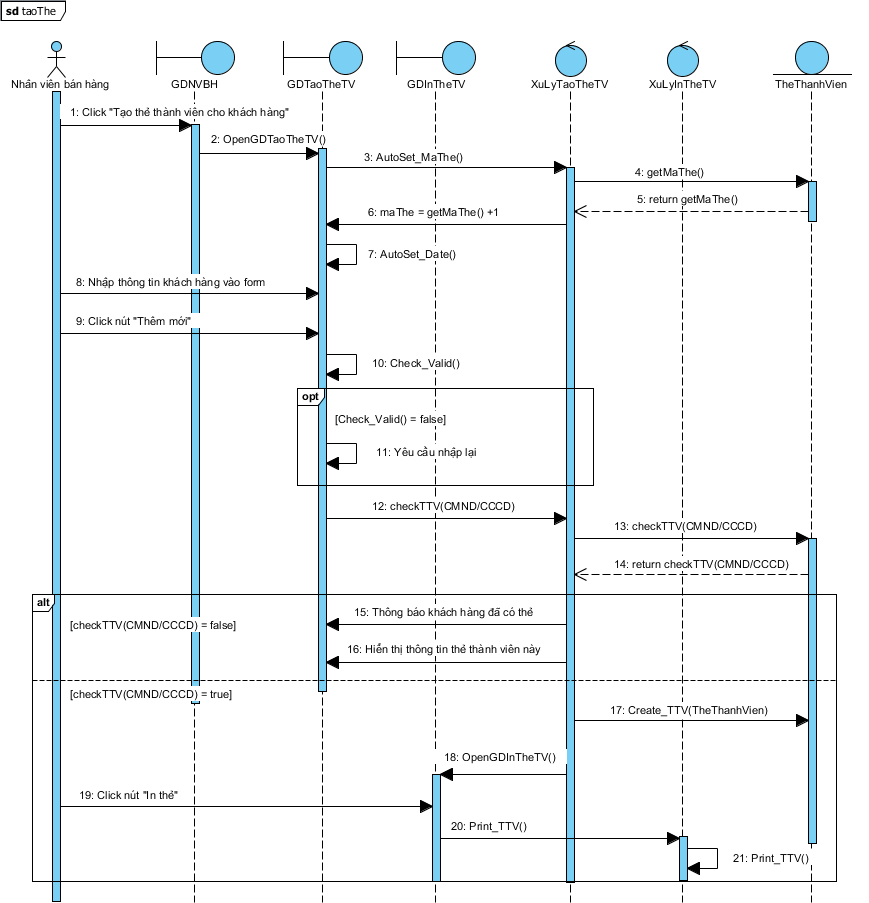 sd taoThe
Nhân viên bán hàng
GDNVBH
GDTaoTheTV
GDInTheTV
XuLyTaoTheTV
XuLyInTheTV
TheThanhVien
1: Click "Tạo thẻ thành viên cho khách hàng"
2: OpenGDTaoTheTV()
3: AutoSet_MaThe()
4: getMaThe()
5: return getMaThe()
6: maThe = getMaThe() +1
7: AutoSet_Date()
8: Nhập thông tin khách hàng vào form
9: Click nút "Thêm mới"
10: Check_Valid()
opt
[Check_Valid() = false]
11: Yêu cầu nhập lại
12: checkTTV(CMND/CCCD)
13: checkTTV(CMND/CCCD)
14: return checkTTV(CMND/CCCD)
alt
15: Thông báo khách hàng đã có thẻ
[checkTTV(CMND/CCCD) = false]
16: Hiển thị thông tin thẻ thành viên này
[checkTTV(CMND/CCCD) = true]
17: Create_TTV(TheThanhVien)
18: OpenGDInTheTV()
19: Click nút "In thẻ"
20: Print_TTV()
21: Print_TTV()